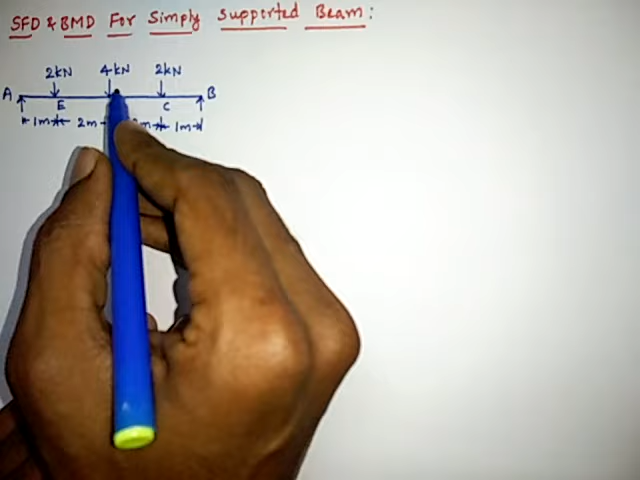 SFD & BMD For Simply Supported Beam:
2kN 4kN 2kN
A B
E C
1m 2m m 1m